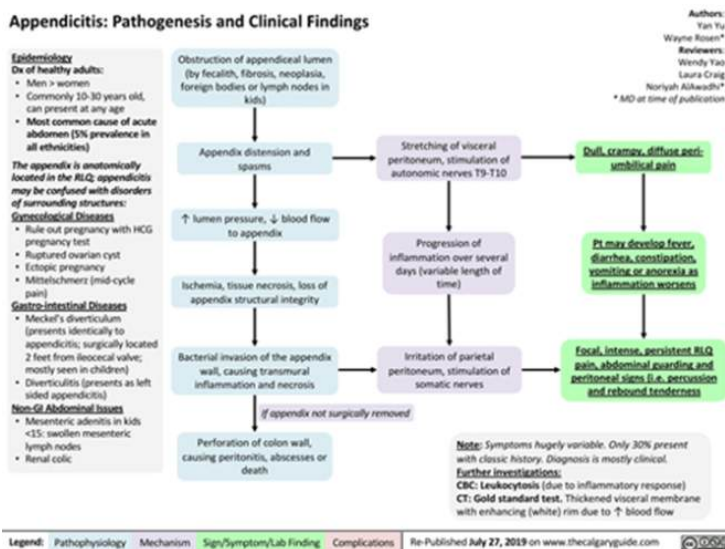 Appendicitis: Pathogenesis and Clinical Findings
Authors:
Yan Yu
Wayne Rosen*
Reviewers:
Wendy Yao
Laura Craig
Noriyah AlAwadhi*
* MD at time of publication
Epidemiology
Dx of healthy adults:
• Men > women
• Commonly 10-30 years old,
can present at any age
• Most common cause of acute
abdomen (5% prevalence in
all ethnicities)
The appendix is anatomically
located in the RLQ; appendicitis
may be confused with disorders
of surrounding structures:
Gynecological Diseases
• Rule out pregnancy with HCG
pregnancy test
• Ruptured ovarian cyst
• Ectopic pregnancy
• Mittelschmerz (mid-cycle
pain)
Gastro-intestinal Diseases
• Meckel's diverticulum
(presents identically to
appendicitis; surgically located
2 feet from ileocecal valve;
mostly seen in children)
• Diverticulitis (presents as left
sided appendicitis)
Non-GI Abdominal Issues
• Mesenteric adenitis in kids
<15: swollen mesenteric
lymph nodes
• Renal colic
Obstruction of appendiceal lumen
(by fecalith, fibrosis, neoplasia,
foreign bodies or lymph nodes in
kids)
Appendix distension and
spasms
↑ lumen pressure, ↓ blood flow
to appendix
Ischemia, tissue necrosis, loss of
appendix structural integrity
Bacterial invasion of the appendix
wall, causing transmural
inflammation and necrosis
If appendix not surgically removed
Perforation of colon wall,
causing peritonitis, abscesses or
death
Stretching of visceral
peritoneum, stimulation of
autonomic nerves T9-T10
Progression of
inflammation over several
days (variable length of
time)
Irritation of parietal
peritoneum, stimulation of
somatic nerves
Dull, crampy, diffuse peri-
umbilical pain
Pt may develop fever,
diarrhea, constipation,
vomiting or anorexia as
inflammation worsens
Focal, intense, persistent RLQ
pain, abdominal guarding and
peritoneal signs (i.e. percussion
and rebound tenderness
Note: Symptoms hugely variable. Only 30% present
with classic history. Diagnosis is mostly clinical.
Further investigations:
CBC: Leukocytosis (due to inflammatory response)
CT: Gold standard test. Thickened visceral membrane
with enhancing (white) rim due to ↑ blood flow
Legend: Pathophysiology Mechanism Sign/Symptom/Lab Finding Complications Re-Published July 27, 2019 on www.thecalgaryguide.com